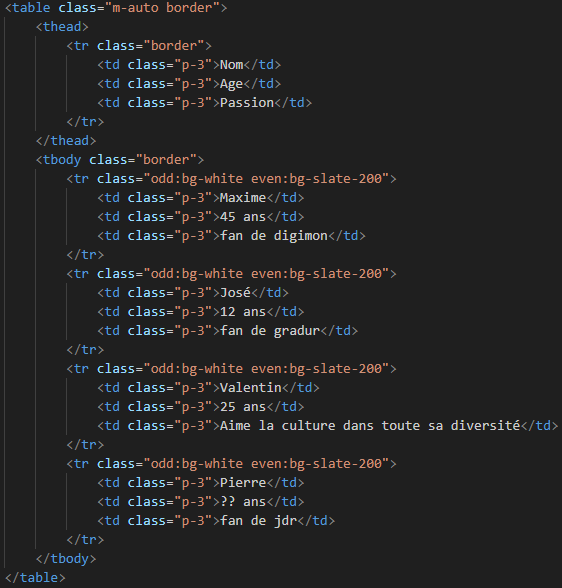 <table class="m-auto border">
<thead>
<tr class="border">
<td class="p-3">Nom</td>
<td class="p-3">Age</td>
<td class="p-3">Passion</td>
</tr>
</thead>
<tbody class="border">
<tr class="odd:bg-white even:bg-slate-200">
<td class="p-3">Maxime</td>
<td class="p-3">45 ans</td>
<td class="p-3">fan de digimon</td>
</tr>
<tr class="odd:bg-white even:bg-slate-200">
<td class="p-3">José</td>
<td class="p-3">12 ans</td>
<td class="p-3">fan de gradur</td>
</tr>
<tr class="odd:bg-white even:bg-slate-200">
<td class="p-3">Valentin</td>
<td class="p-3">25 ans</td>
<td class="p-3">Aime la culture dans toute sa diversité</td>
</tr>
<tr class="odd:bg-white even:bg-slate-200">
<td class="p-3">Pierre</td>
<td class="p-3">?? ans</td>
<td class="p-3">fan de jdr</td>
</tr>
</tbody>
</table>